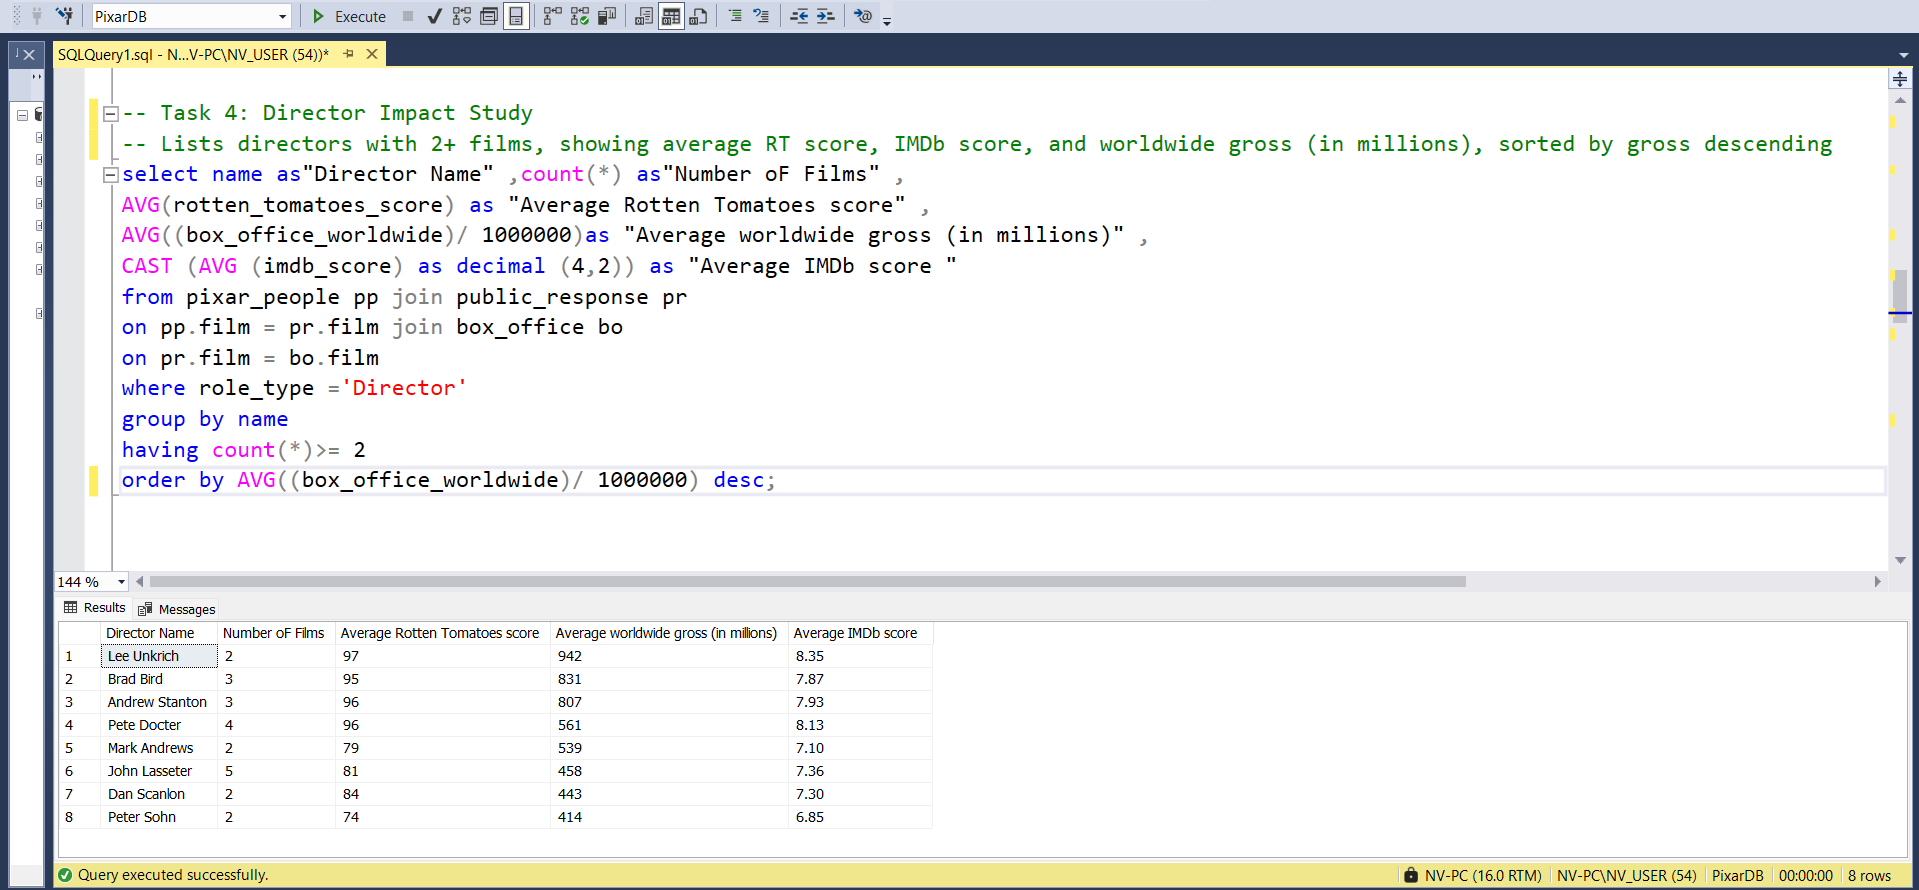 PixarDB Execute
SQLQuery1.sql - N...V-PC\NV_USER (54))*
-- Task 4: Director Impact Study
-- Lists directors with 2+ films, showing average RT score, IMDb score, and worldwide gross (in millions), sorted by gross descending
select name as"Director Name" ,count(*) as"Number oF Films" ,
AVG(rotten_tomatoes_score) as "Average Rotten Tomatoes score" ,
AVG((box_office_worldwide)/ 1000000)as "Average worldwide gross (in millions)" ,
CAST (AVG (imdb_score) as decimal (4,2)) as "Average IMDb score "
from pixar_people pp join public_response pr
on pp.film = pr.film join box_office bo
on pr.film = bo.film
where role_type ='Director'
group by name
having count(*)>= 2
order by AVG((box_office_worldwide)/ 1000000) desc;
144 %
Results Messages
Director Name Number oF Films Average Rotten Tomatoes score Average worldwide gross (in millions) Average IMDb score
1 Lee Unkrich 2 97 942 8.35
2 Brad Bird 3 95 831 7.87
3 Andrew Stanton 3 96 807 7.93
4 Pete Docter 4 96 561 8.13
5 Mark Andrews 2 79 539 7.10
6 John Lasseter 5 81 458 7.36
7 Dan Scanlon 2 84 443 7.30
8 Peter Sohn 2 74 414 6.85
Query executed successfully. NV-PC (16.0 RTM) NV-PC\NV_USER (54) PixarDB 00:00:00 8 rows